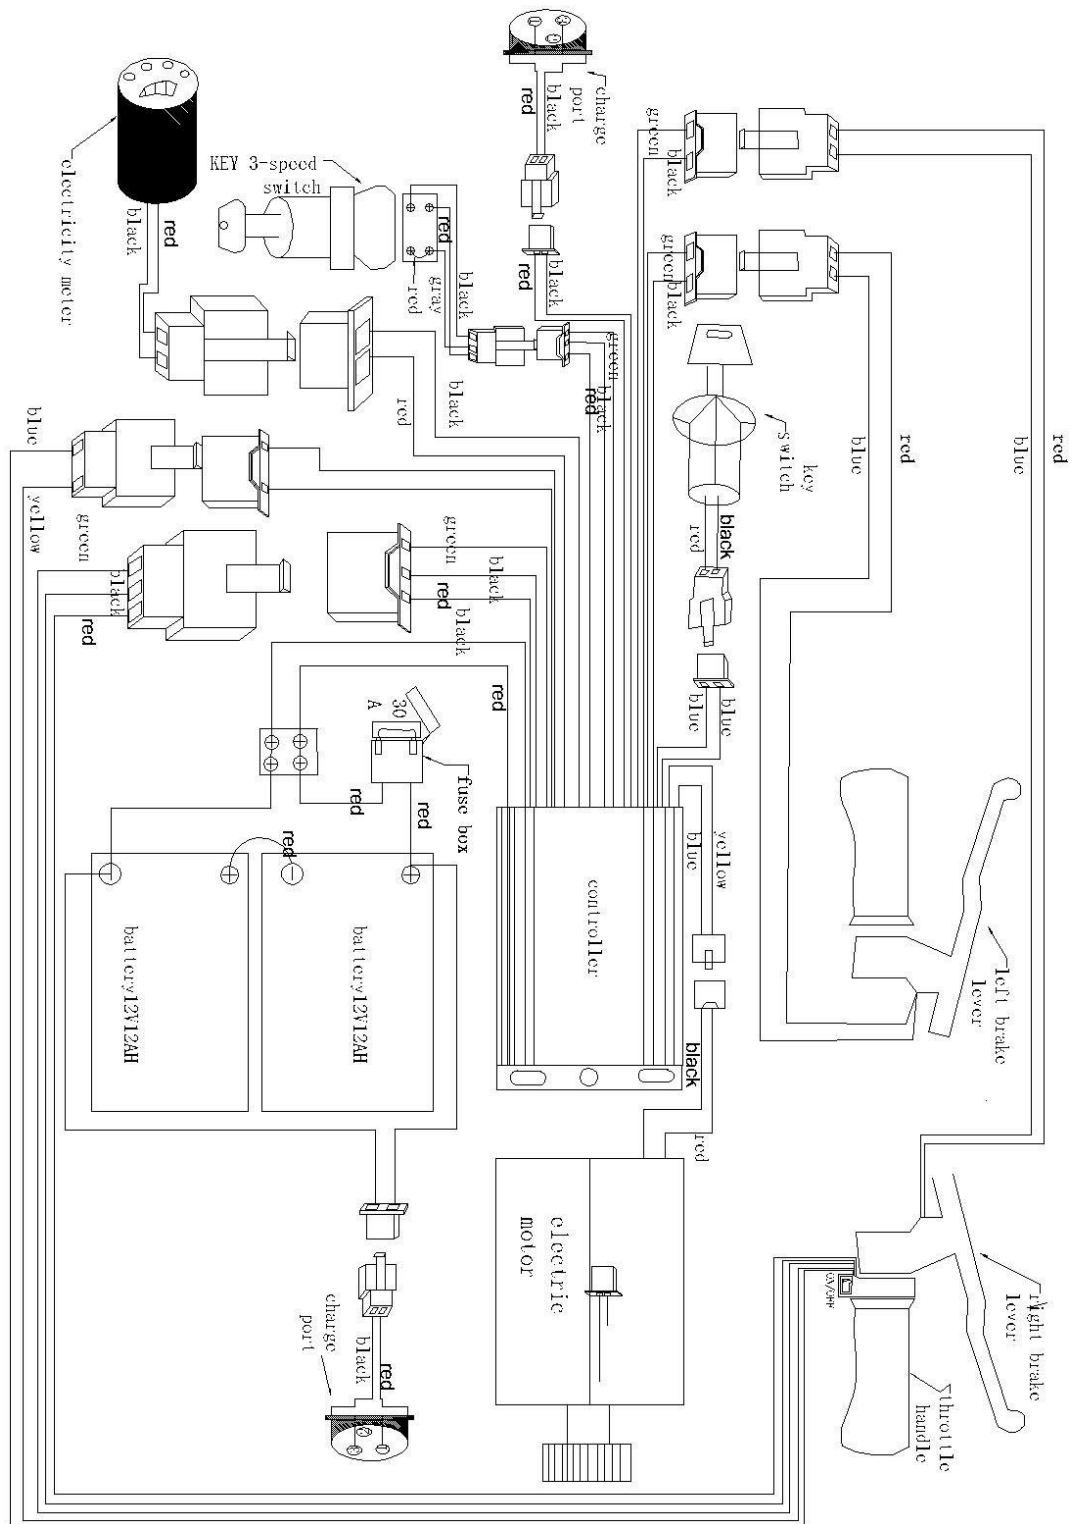 charge
port
black
red
green
black
electricity meter
KEY 3-speed
switch
black
red
red
gray
red
black
red
black
green
black
red
green
black
black
red
key
switch
red
blue
red
blue
black
red
blue
yellow
green
black
red
green
black
red
black
blue
blue
red
30
A
fuse box
red
red
red
battery12V12AH
battery12V12AH
controller
blue
yellow
black
red
left brake
lever
electric
motor
ON/OFF
right brake
lever
throttle
handle
charge
port
black
red